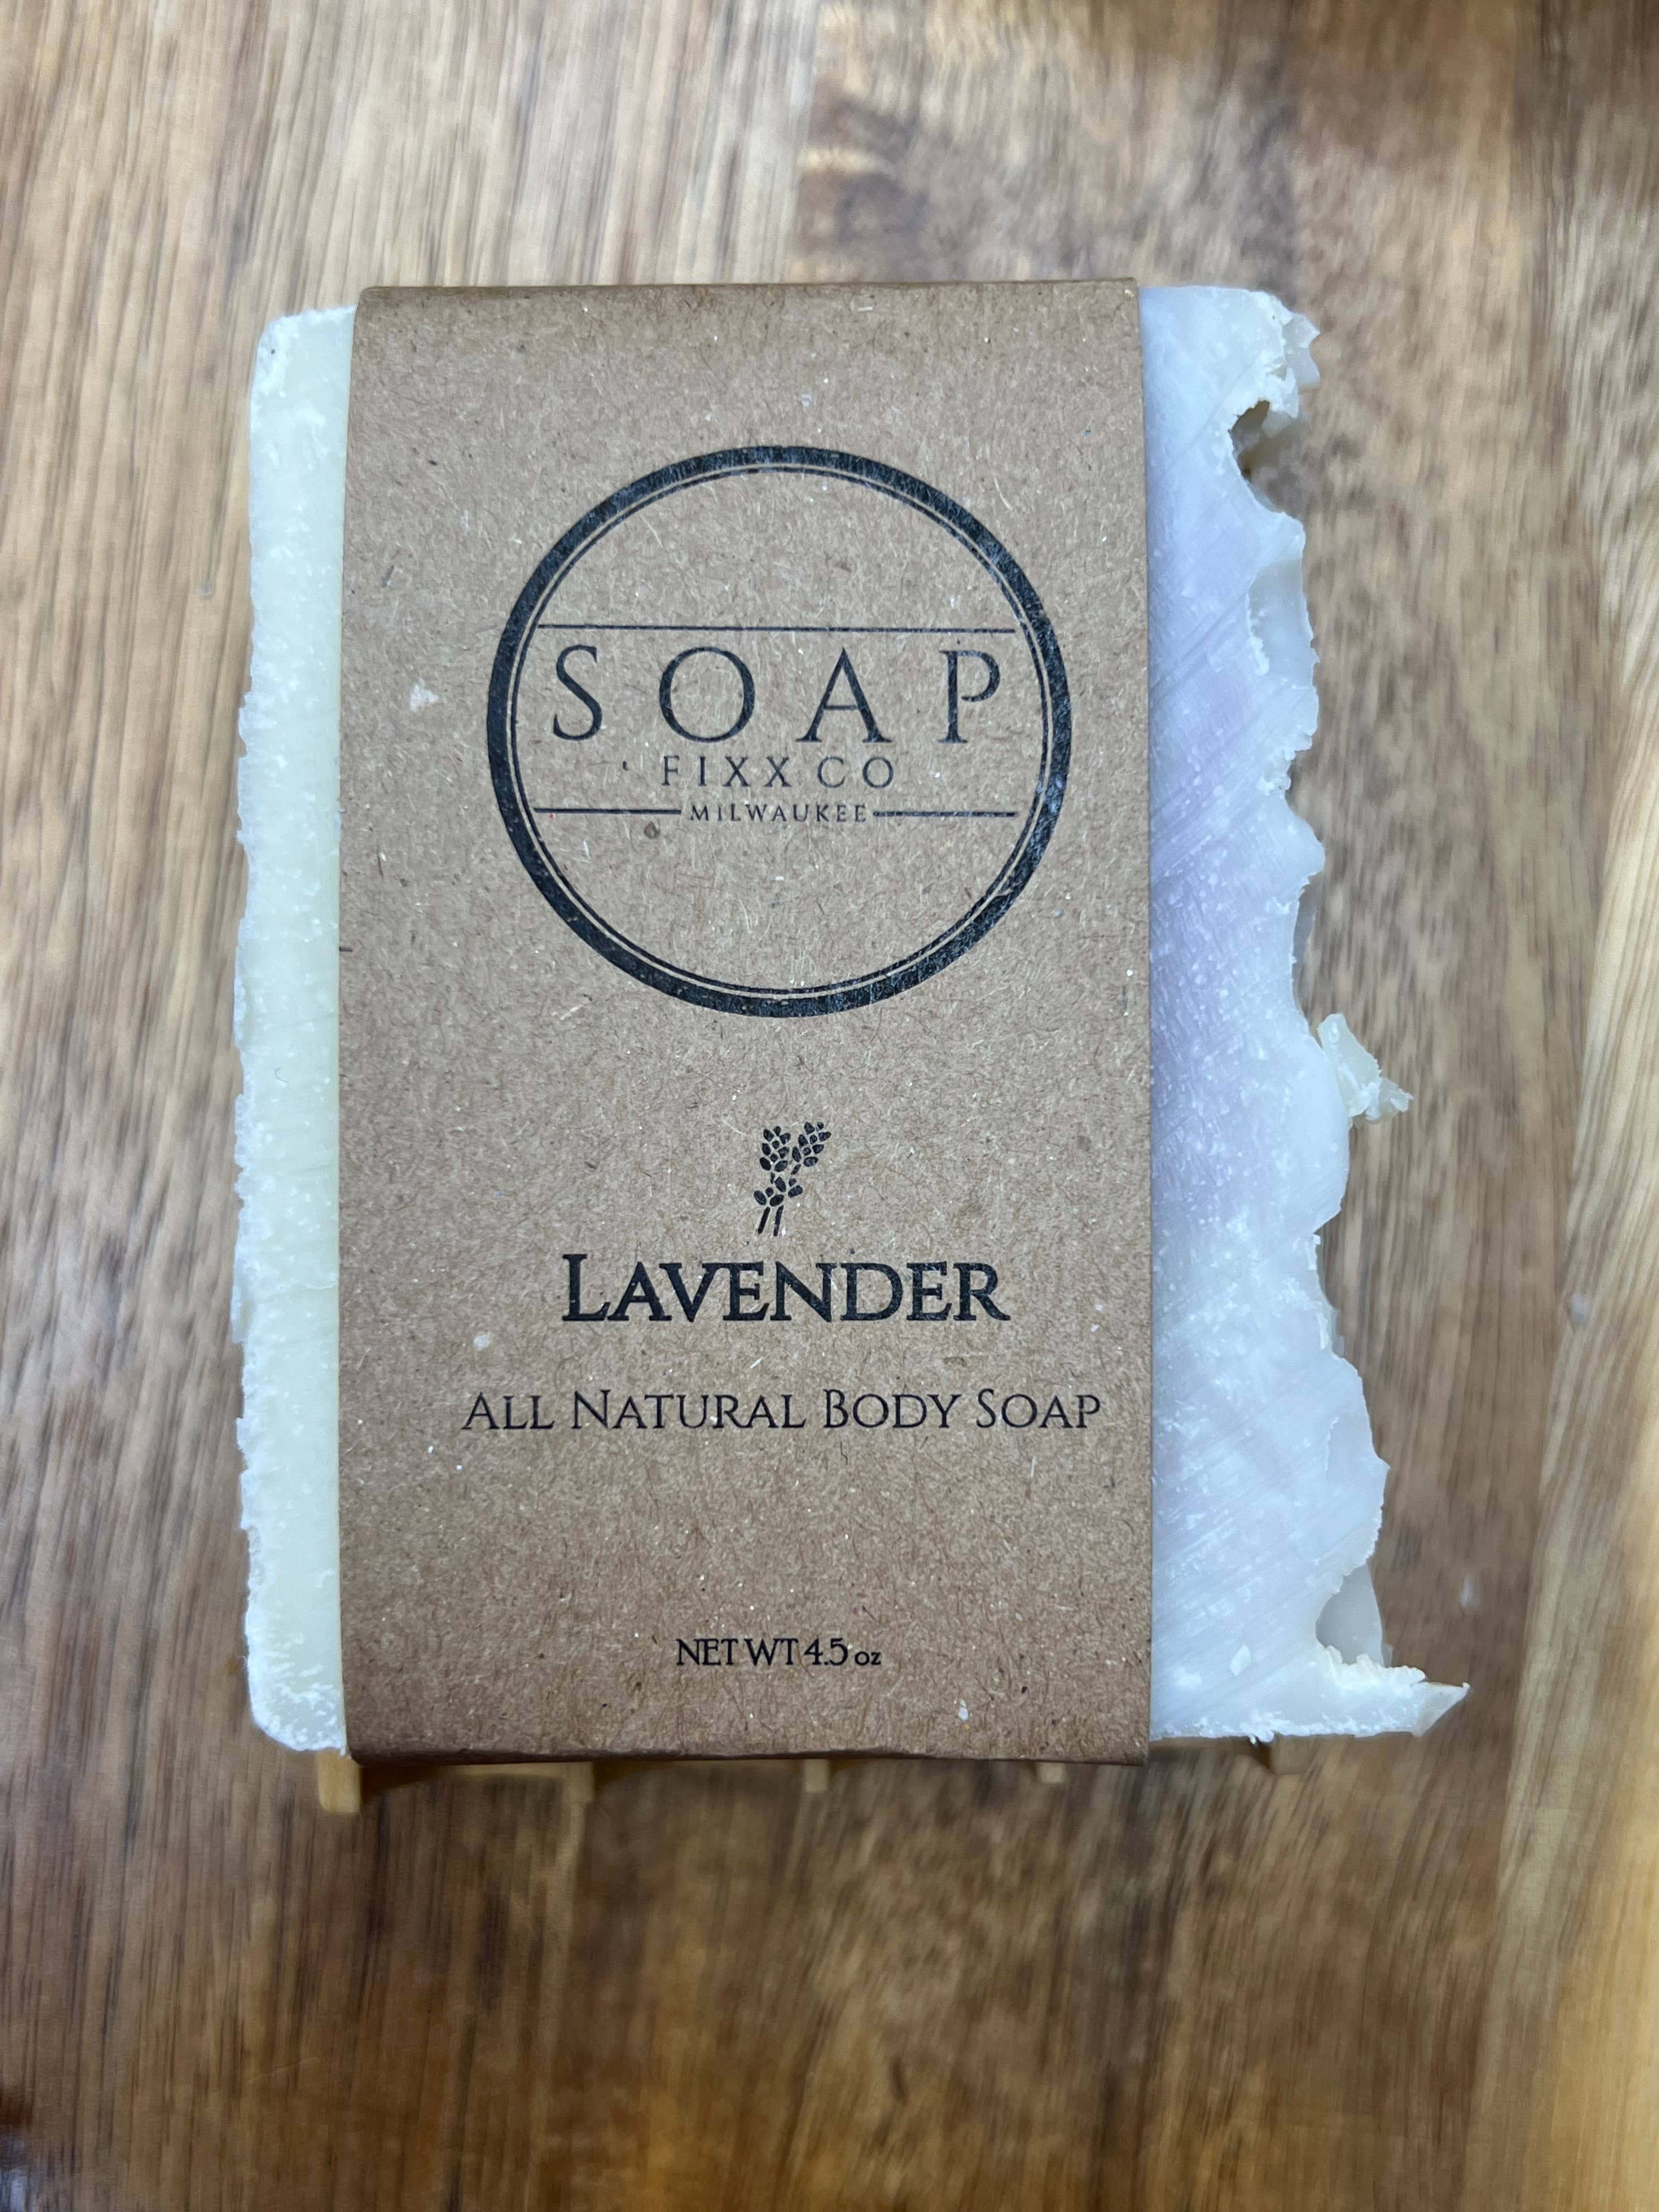 SOAP
FIXX CO
MILWAUKEE
LAVENDER
ALL NATURAL BODY SOAP
NET WT 4.5 oz